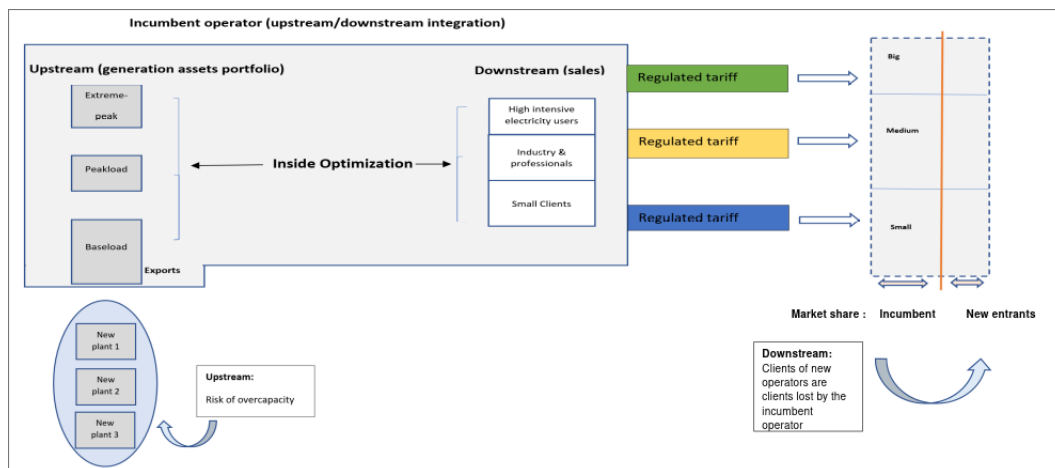 Incumbent operator (upstream/downstream integration)
Upstream (generation assets portfolio)
Extreme-
peak
Peakload
Baseload
Exports
Inside Optimization
Downstream (sales)
High intensive
electricity users
Industry &
professionals
Small Clients
Regulated tariff
Regulated tariff
Regulated tariff
Big
Medium
Small
Market share : Incumbent New entrants
New
plant 1
New
plant 2
New
plant 3
Upstream:
Risk of overcapacity
Downstream:
Clients of new
operators are
clients lost by the
incumbent
operator